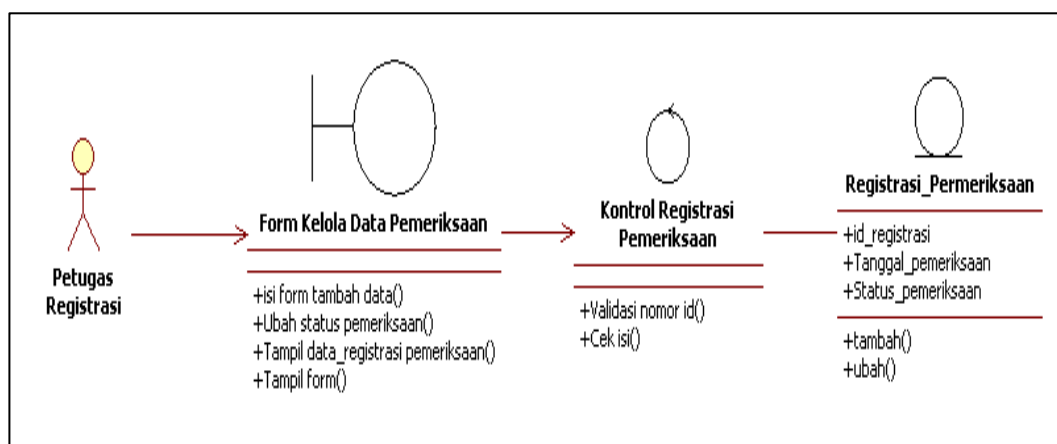 Petugas
Registrasi
Form Kelola Data Pemeriksaan
+isi form tambah data()
+Ubah status pemeriksaan()
+Tampil data_registrasi pemeriksaan()
+Tampil form()
Kontrol Registrasi
Pemeriksaan
+Validasi nomor id()
+Cek isi()
Registrasi_Permeriksaan
+id_registrasi
+Tanggal_pemeriksaan
+Status_pemeriksaan
+tambah()
+ubah()